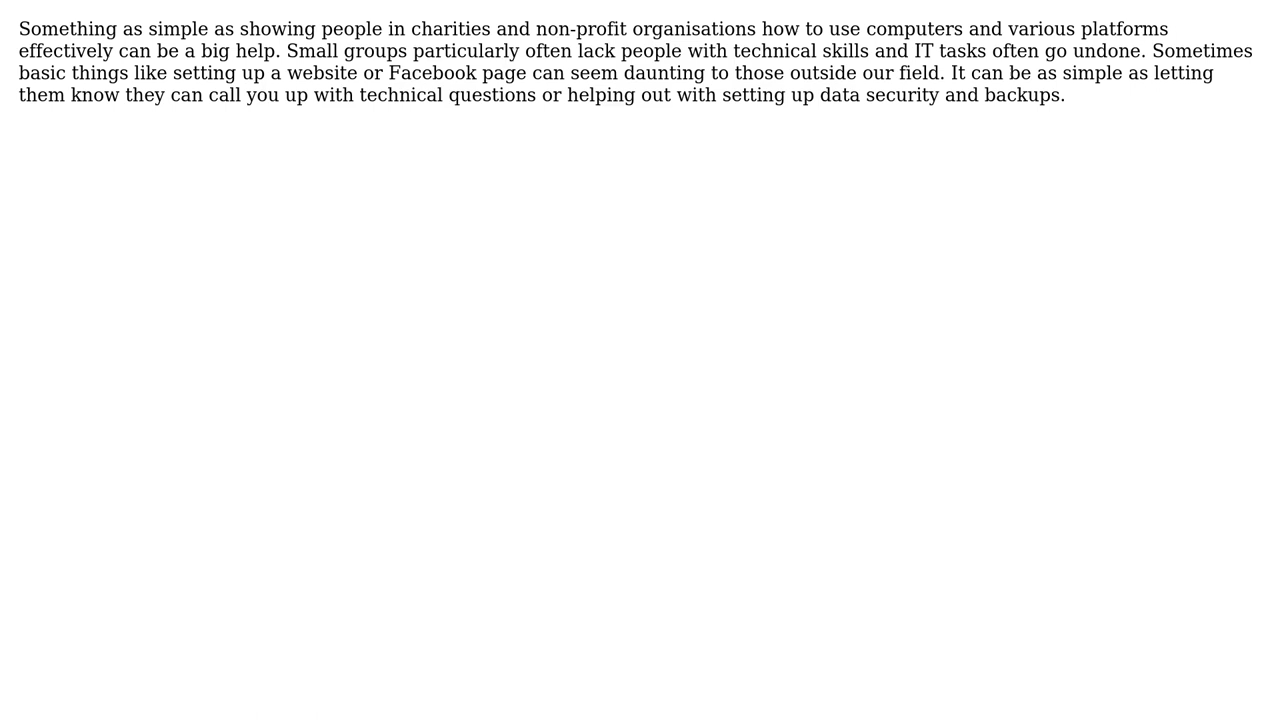 Something as simple as showing people in charities and non-profit organisations how to use computers and various platforms
effectively can be a big help. Small groups particularly often lack people with technical skills and IT tasks often go undone. Sometimes
basic things like setting up a website or Facebook page can seem daunting to those outside our field. It can be as simple as letting
them know they can call you up with technical questions or helping out with setting up data security and backups.